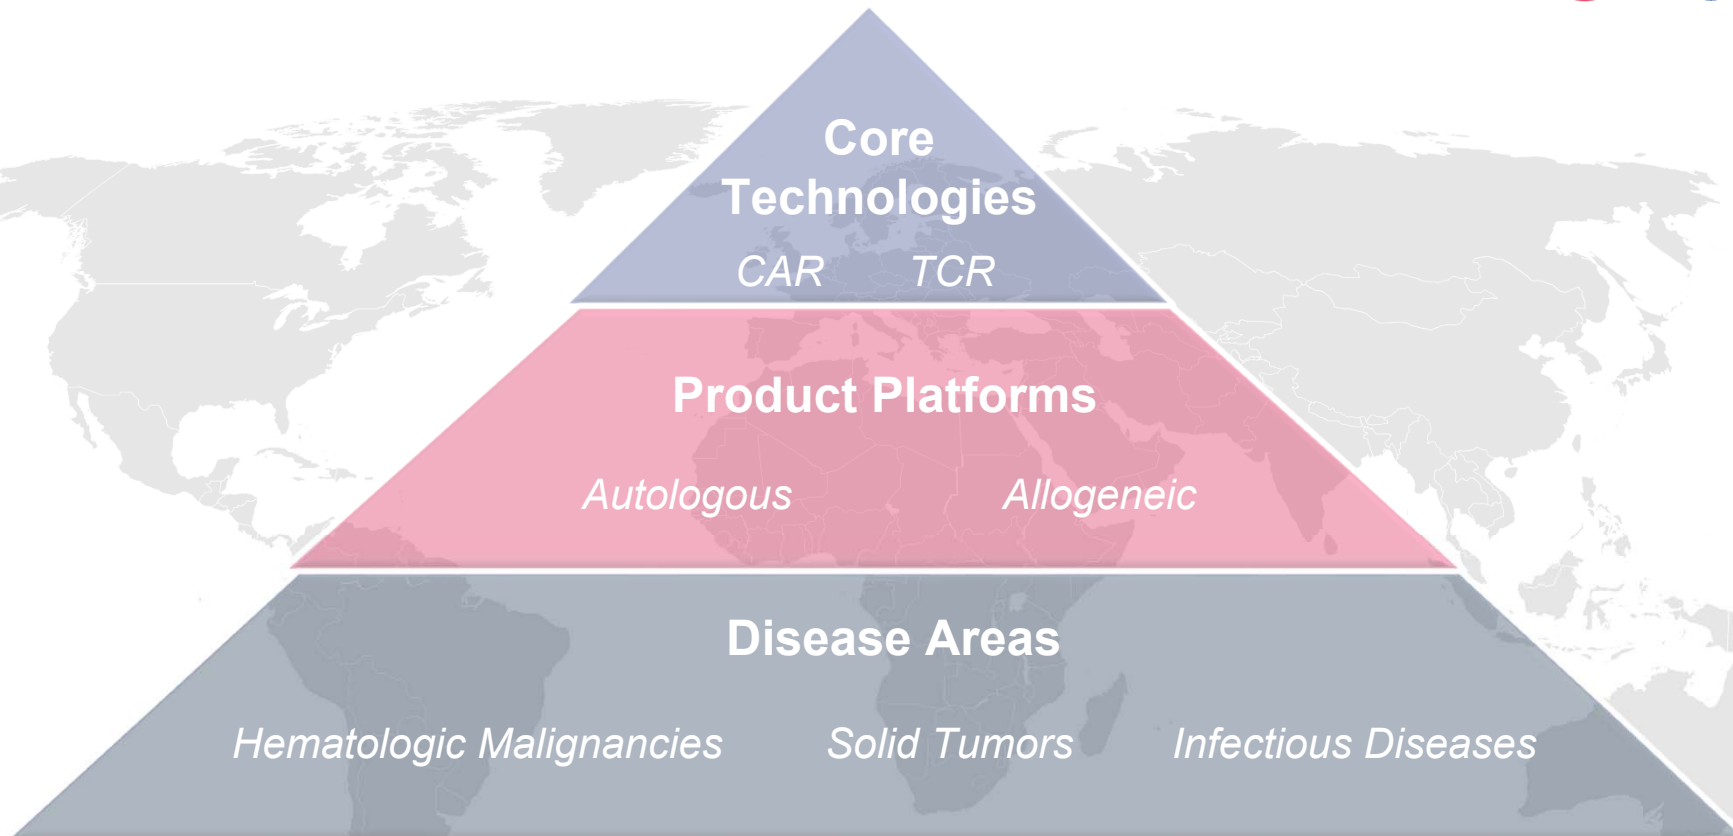 Core
Technologies
CAR TCR
Product Platforms
Autologous Allogeneic
Disease Areas
Hematologic Malignancies Solid Tumors Infectious Diseases